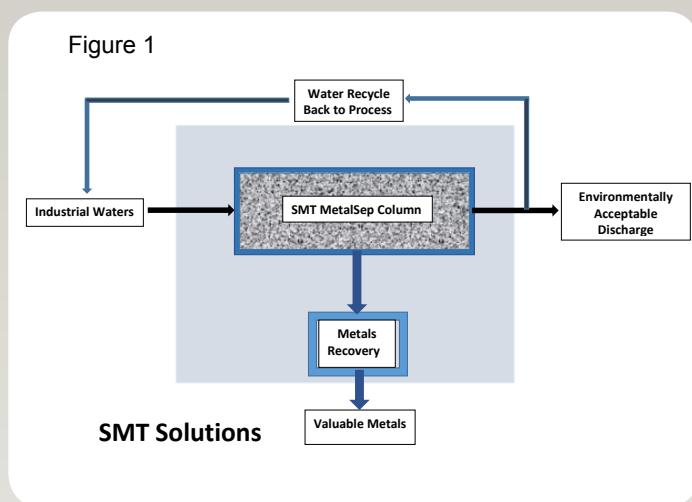 Figure 1
Water Recycle
Back to Process
Industrial Waters
SMT MetalSep Column
Environmentally
Acceptable
Discharge
Metals
Recovery
SMT Solutions
Valuable Metals